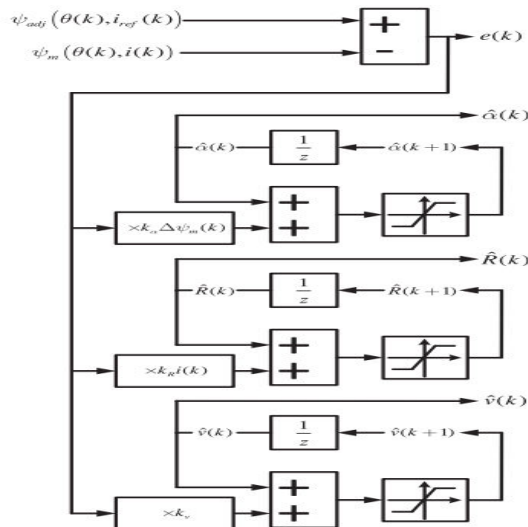 ψ_adj(θ(k), i_ref(k))
+
−
e(k)
ψ_m(θ(k), i(k))
α̂(k)
α̂(k)
1/z
α̂(k+1)
+
+
×k_α Δψ_m(k)
R̂(k)
R̂(k)
1/z
R̂(k+1)
+
+
×k_R i(k)
v̂(k)
v̂(k)
1/z
v̂(k+1)
+
+
×k_v